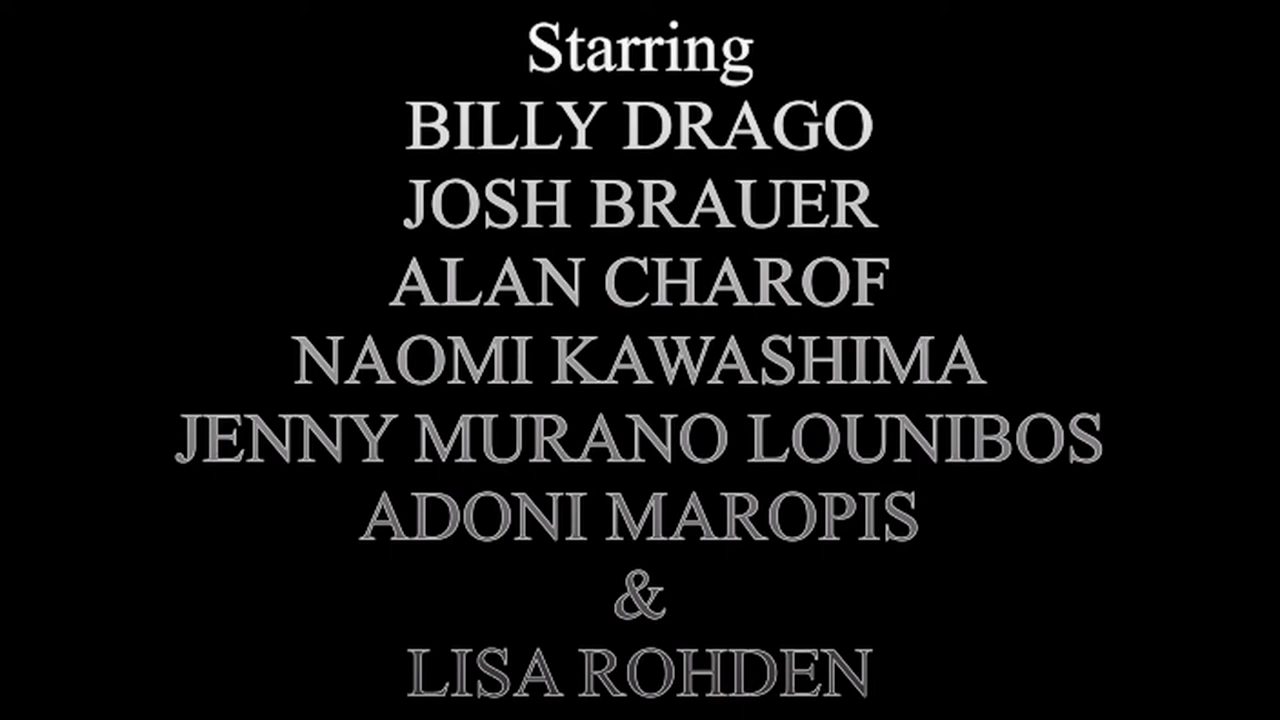 Starring
BILLY DRAGO
JOSH BRAUER
ALAN CHAROF
NAOMI KAWASHIMA
JENNY MURANO LOUNIBOS
ADONI MAROPIS
&
LISA ROHDEN